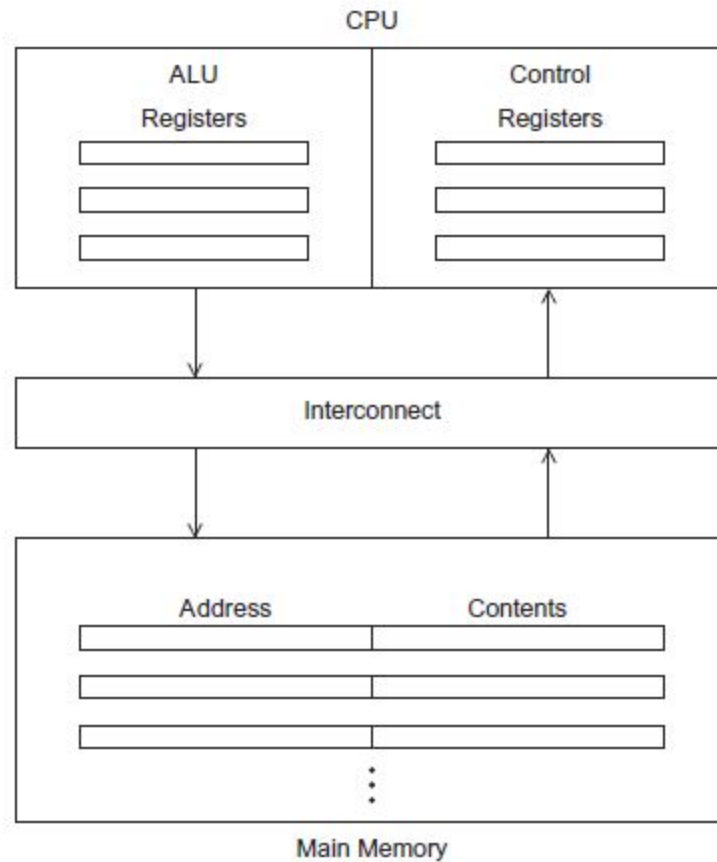 CPU
ALU Control
Registers Registers
Interconnect
Address Contents
Main Memory